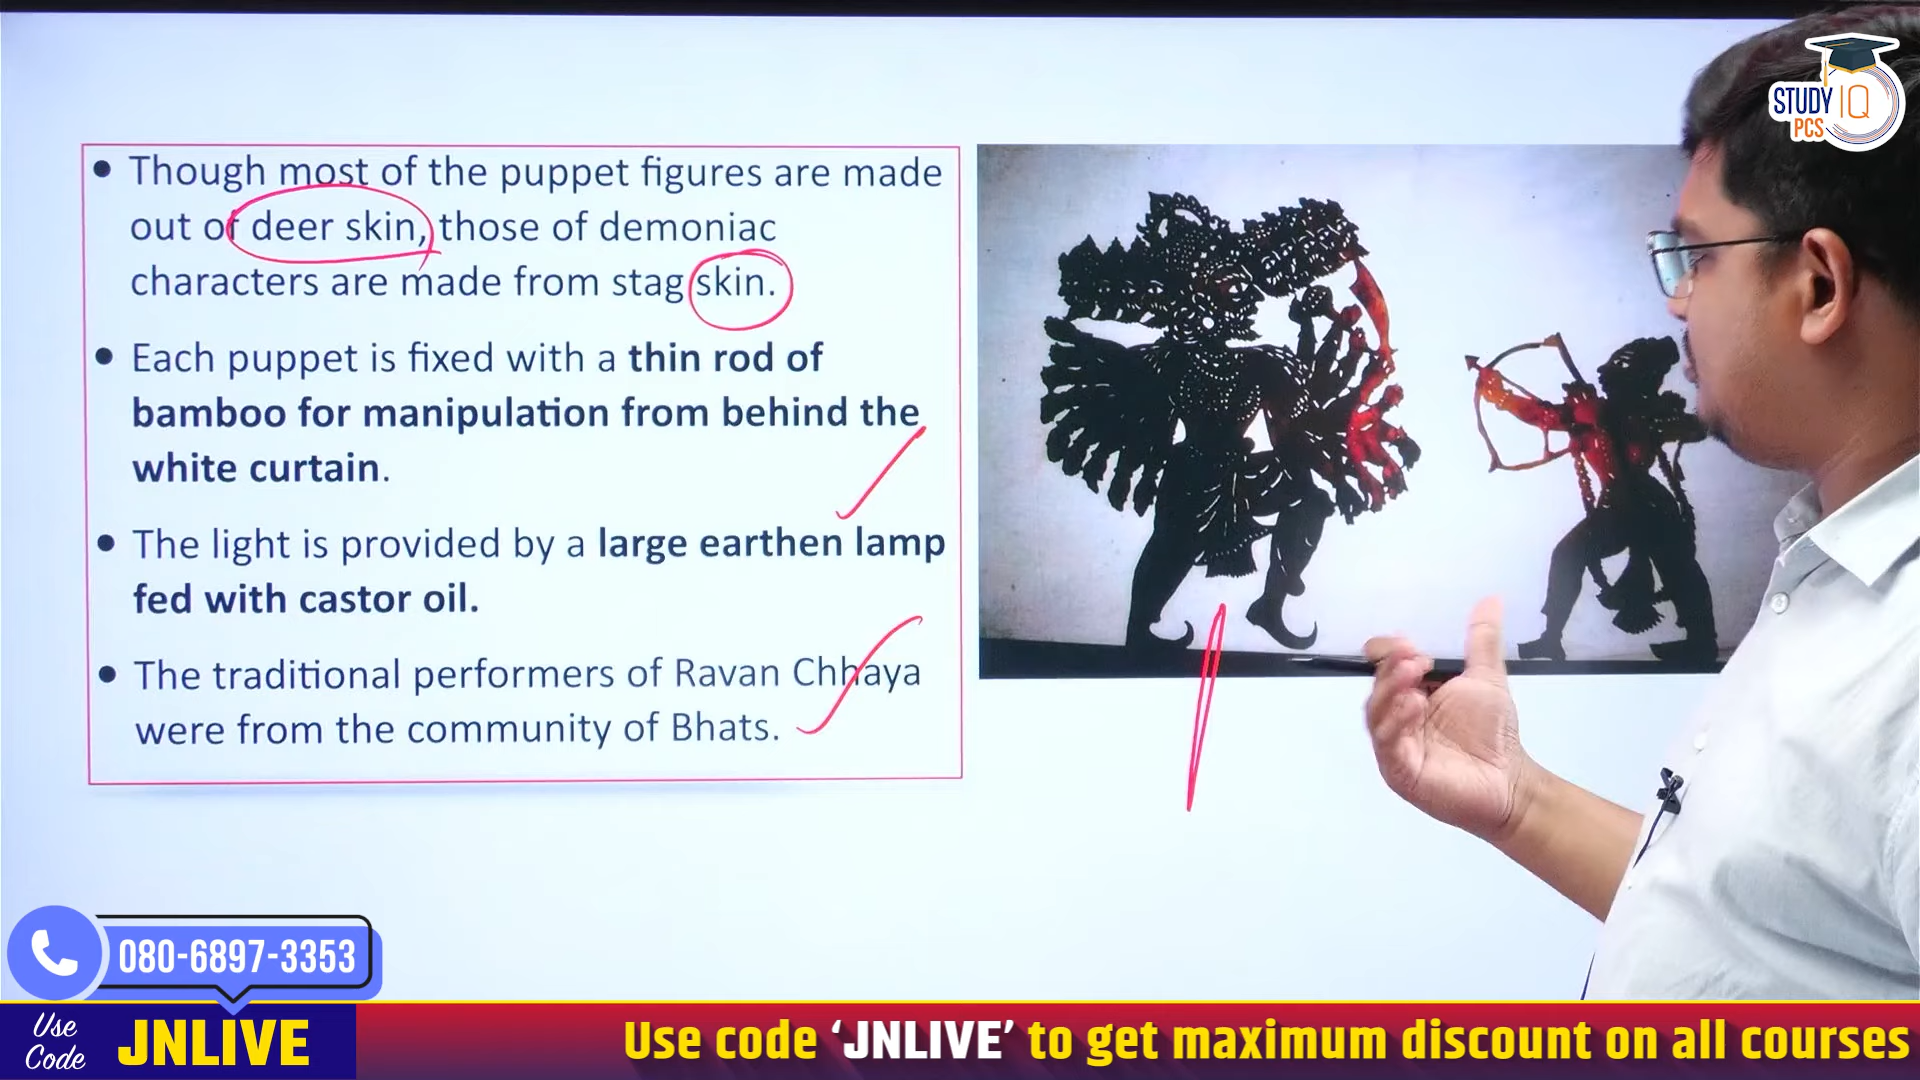 STUDY IQ
PCS
• Though most of the puppet figures are made
out of deer skin, those of demoniac
characters are made from stag skin.
• Each puppet is fixed with a thin rod of
bamboo for manipulation from behind the
white curtain.
• The light is provided by a large earthen lamp
fed with castor oil.
• The traditional performers of Ravan Chhaya
were from the community of Bhats.
080-6897-3353
Use
Code
JNLIVE
Use code ‘JNLIVE’ to get maximum discount on all courses